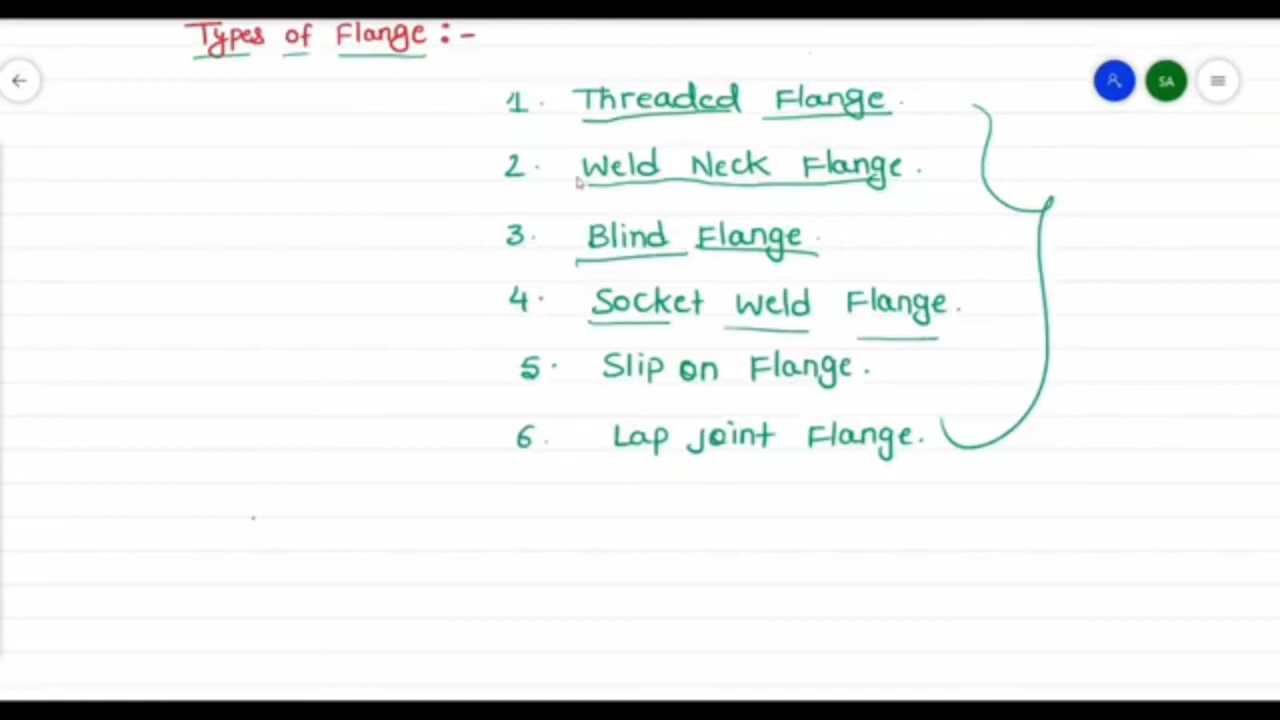 Types of Flange :-
SA
1. Threaded Flange.
2. Weld Neck Flange.
3. Blind Flange.
4. Socket Weld Flange.
5. Slip on Flange.
6. Lap joint Flange.